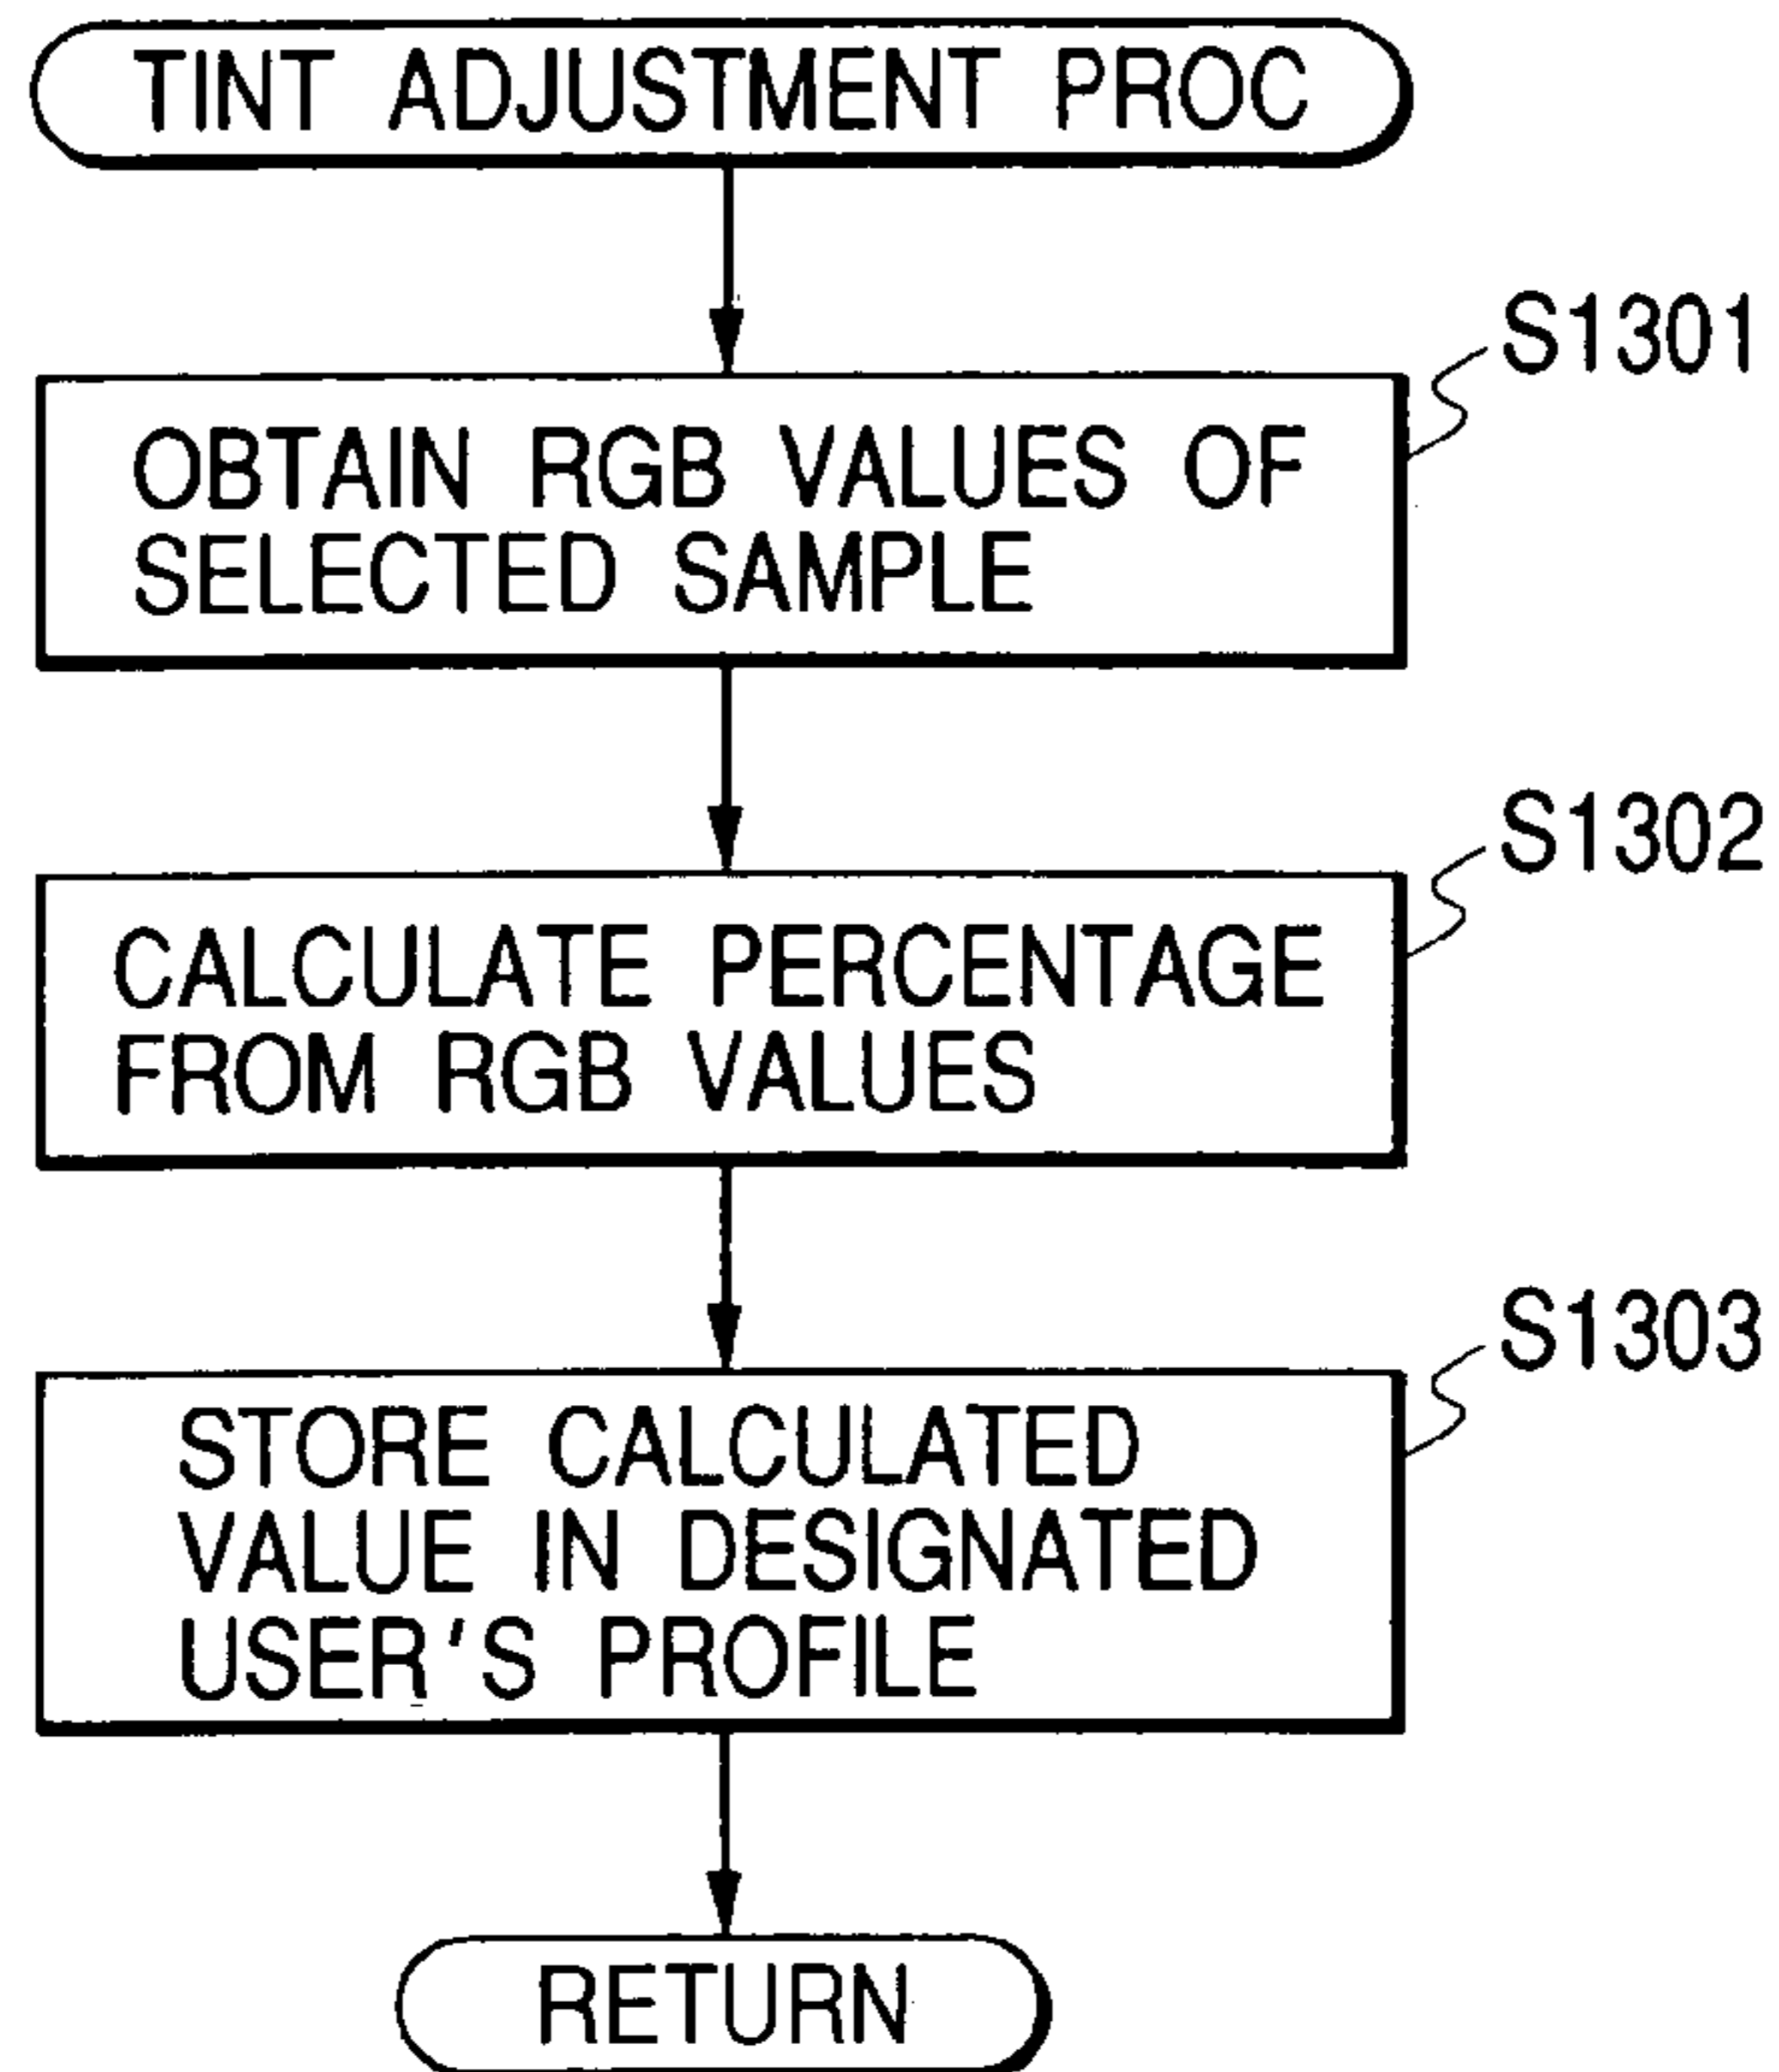 TINT ADJUSTMENT PROC
S1301
OBTAIN RGB VALUES OF
SELECTED SAMPLE
S1302
CALCULATE PERCENTAGE
FROM RGB VALUES
S1303
STORE CALCULATED
VALUE IN DESIGNATED
USER'S PROFILE
RETURN